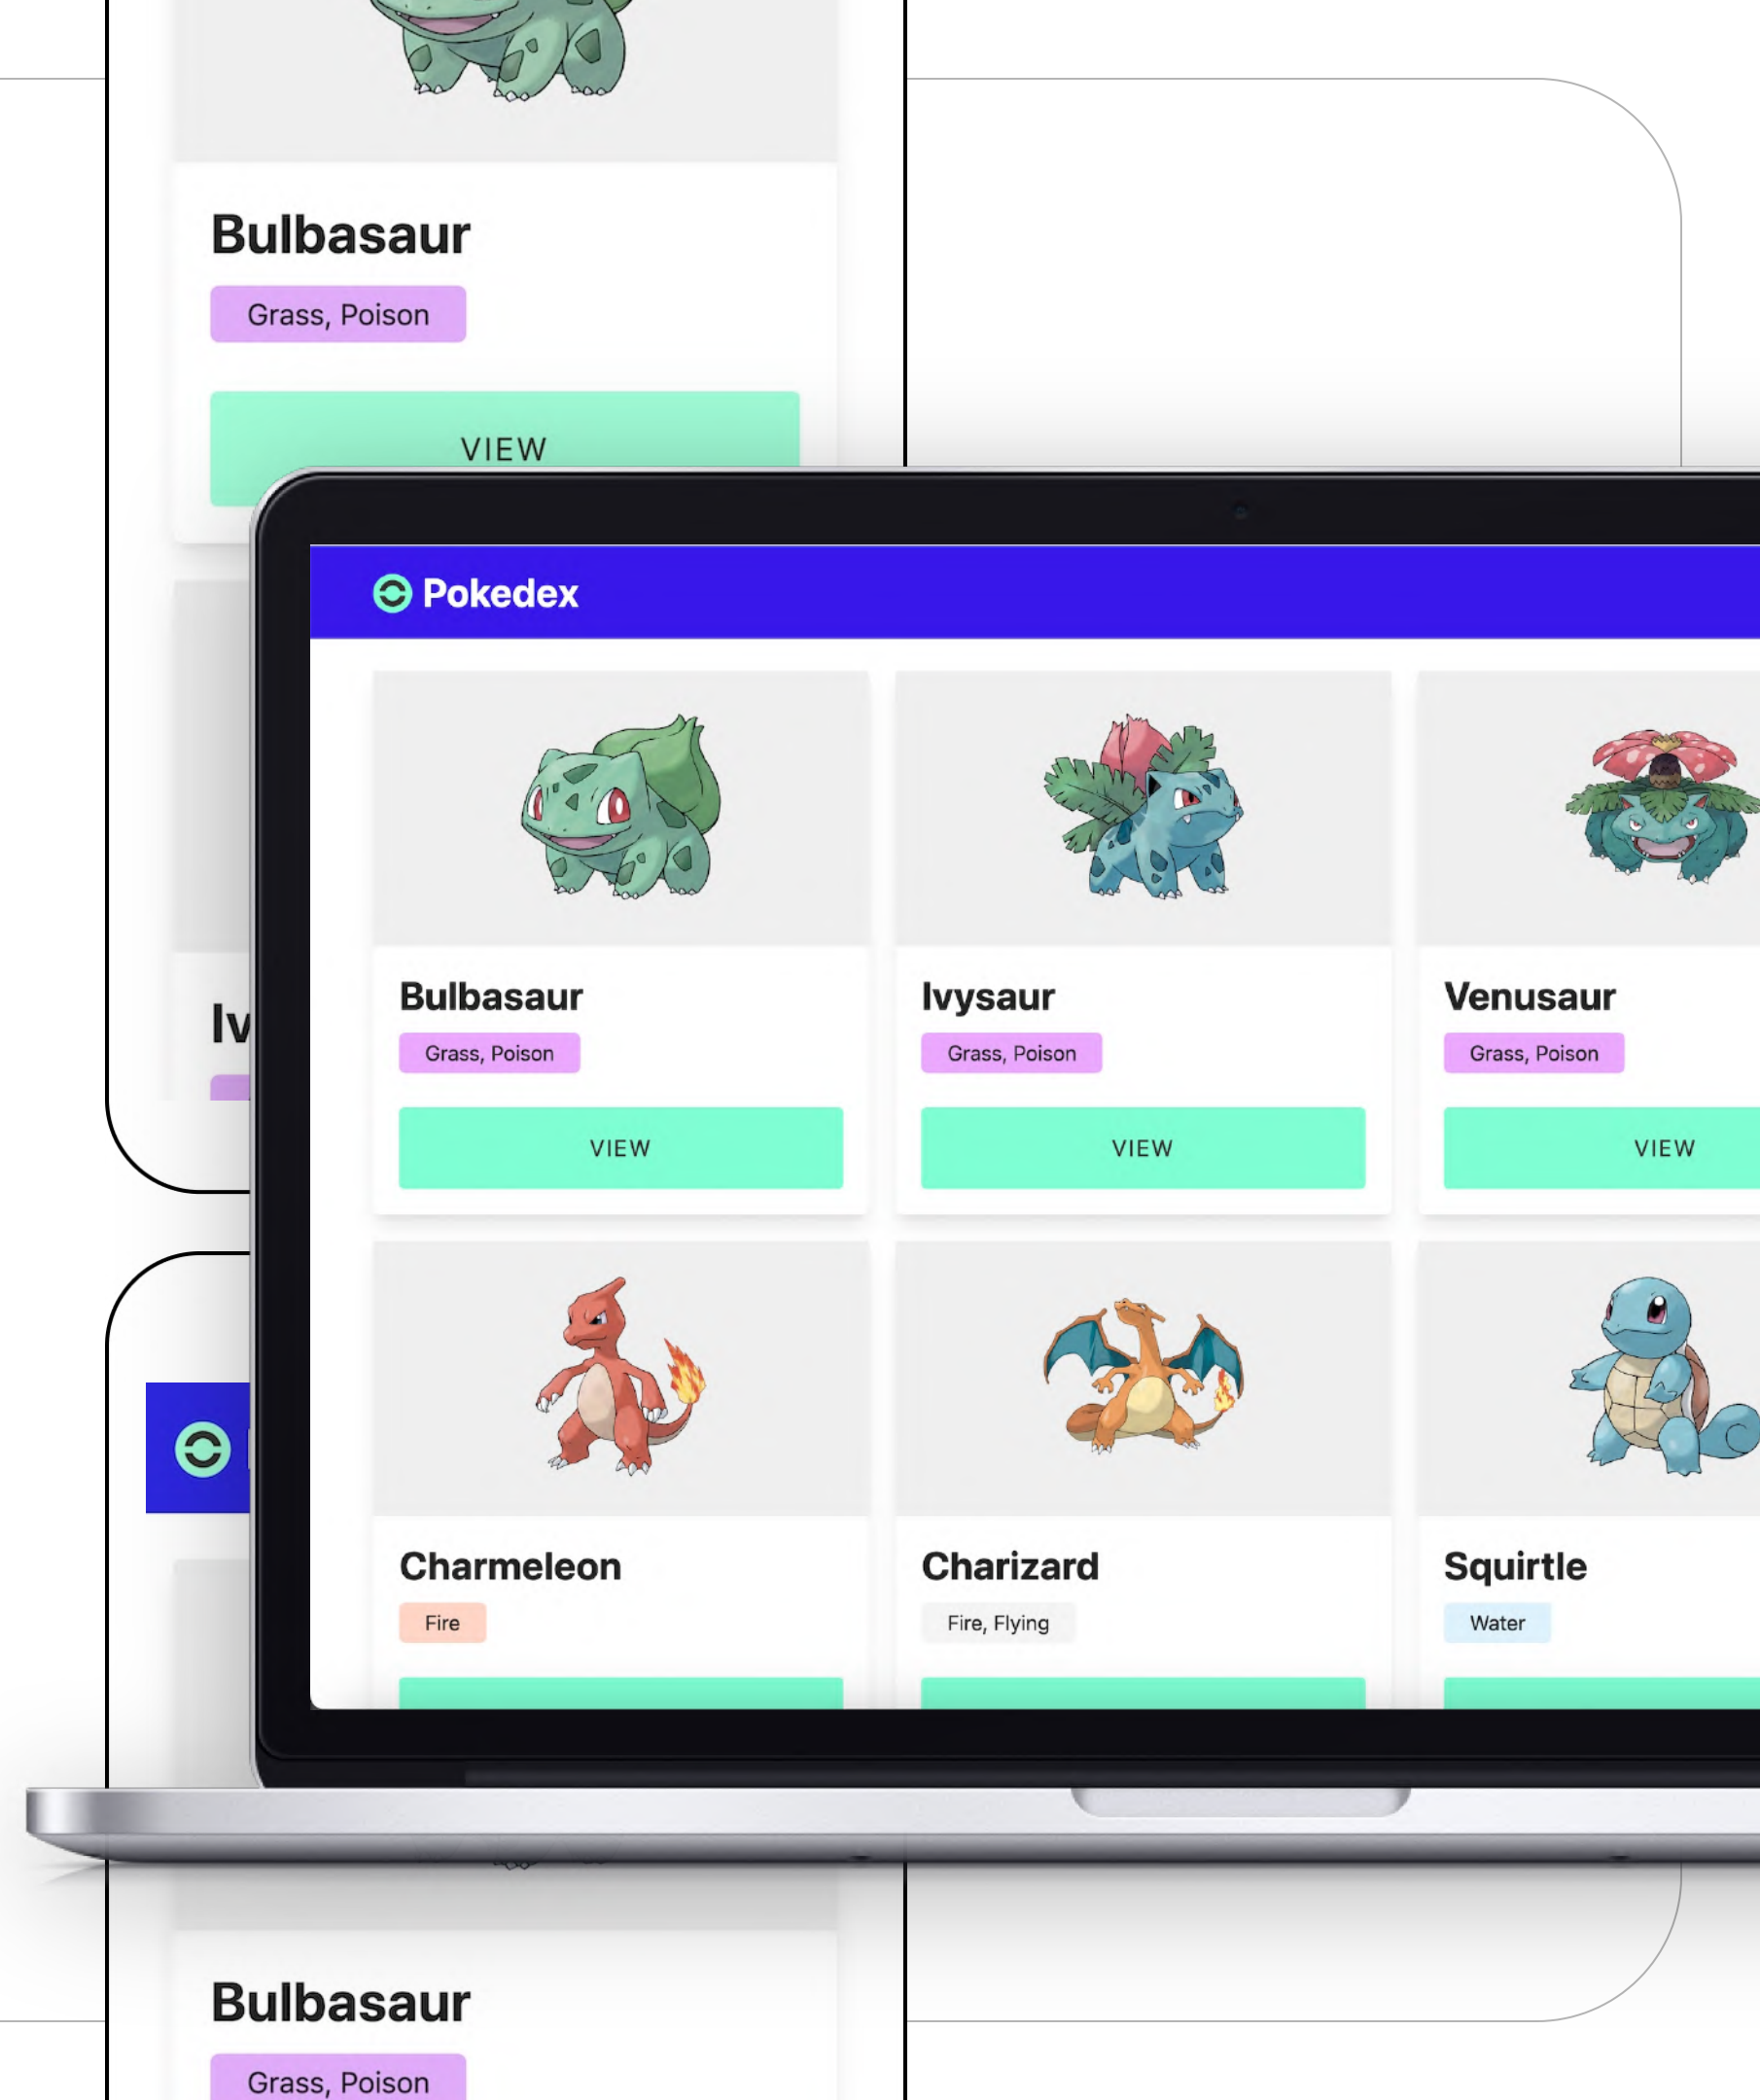 Bulbasaur
Grass, Poison
VIEW
Pokedex
Bulbasaur
Ivysaur
Venusaur
Grass, Poison
Grass, Poison
Grass, Poison
VIEW
VIEW
VIEW
Iv
Charmeleon
Charizard
Squirtle
Fire
Fire, Flying
Water
Bulbasaur
Grass, Poison